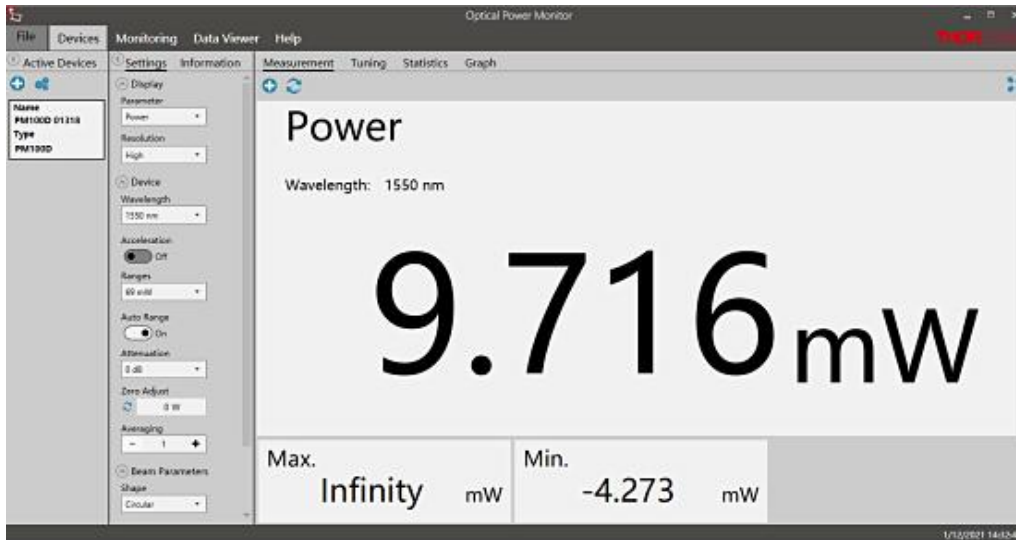 Optical Power Monitor
File Devices Monitoring Data Viewer Help
THOR
Active Devices
Settings Information
Measurement Tuning Statistics Graph
Name
PM100D 01318
Type
PM100D
Display
Parameter
Power
Resolution
High
Device
Wavelength
1550 nm
Acceleration
Off
Ranges
69 mW
Auto Range
On
Attenuation
0 dB
Zero Adjust
0 W
Averaging
- 1 +
Beam Parameters
Shape
Circular
Power
Wavelength: 1550 nm
9.716 mW
Max.
Infinity mW
Min.
-4.273 mW